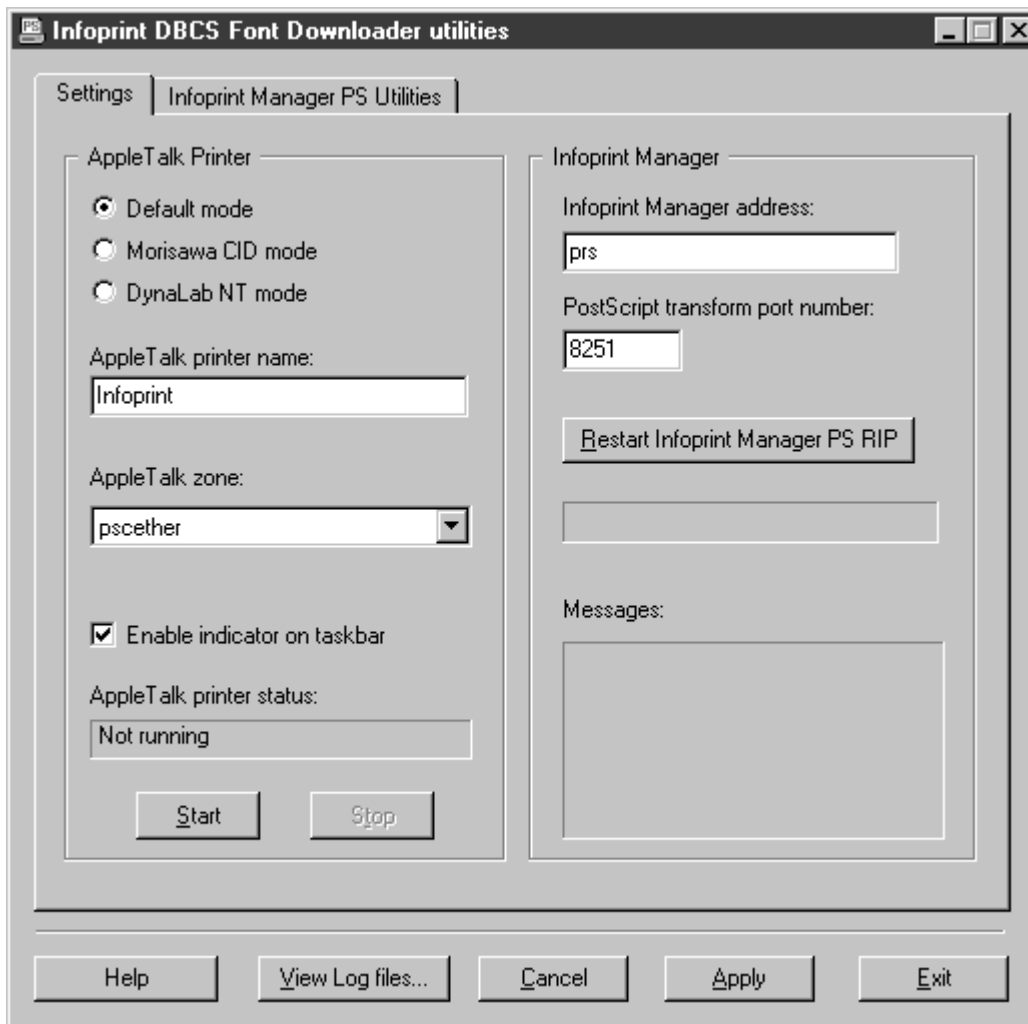 PS Infoprint DBCS Font Downloader utilities
Settings
Infoprint Manager PS Utilities
AppleTalk Printer
Default mode
Morisawa CID mode
DynaLab NT mode
AppleTalk printer name:
Infoprint
AppleTalk zone:
pscether
Enable indicator on taskbar
AppleTalk printer status:
Not running
Start
Stop
Infoprint Manager
Infoprint Manager address:
prs
PostScript transform port number:
8251
Restart Infoprint Manager PS RIP
Messages:
Help
View Log files...
Cancel
Apply
Exit